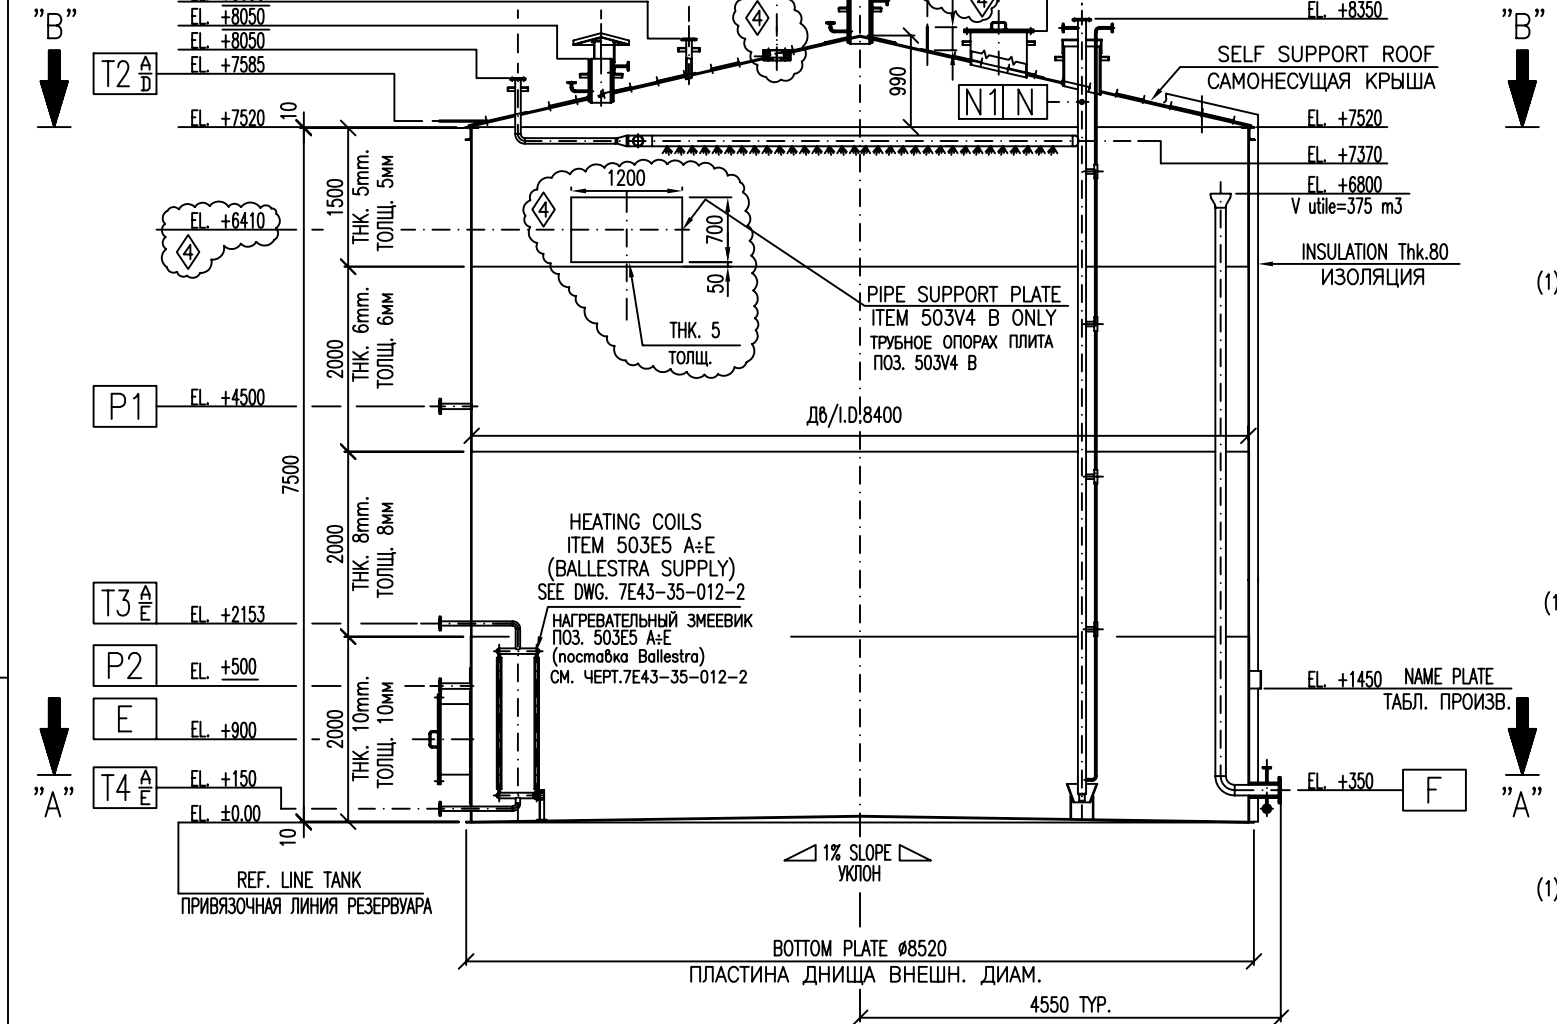 "B"
EL. +8050
EL. +8050
T2 A/D
EL. +7585
EL. +7520
10
EL. +6410
4
P1
EL. +4500
7500
T3 A/E
EL. +2153
P2
EL. +500
E
EL. +900
T4 A/E
EL. +150
"A"
EL. ±0.00
10
REF. LINE TANK
ПРИВЯЗОЧНАЯ ЛИНИЯ РЕЗЕРВУАРА
1500
THK. 5mm.
ТОЛЩ. 5мм
2000
THK. 6mm.
ТОЛЩ. 6мм
2000
THK. 8mm.
ТОЛЩ. 8мм
2000
THK. 10mm.
ТОЛЩ. 10мм
4
4
990
N1 N
4
1200
700
50
THK. 5
ТОЛЩ.
PIPE SUPPORT PLATE
ITEM 503V4 B ONLY
ТРУБНОЕ ОПОРАХ ПЛИТА
ПОЗ. 503V4 B
Дв/I.D.8400
HEATING COILS
ITEM 503E5 A÷E
(BALLESTRA SUPPLY)
SEE DWG. 7E43-35-012-2
НАГРЕВАТЕЛЬНЫЙ ЗМЕЕВИК
ПОЗ. 503E5 A÷E
(поставка Ballestra)
СМ. ЧЕРТ.7E43-35-012-2
1% SLOPE
УКЛОН
BOTTOM PLATE ø8520
ПЛАСТИНА ДНИЩА ВНЕШН. ДИАМ.
4550 TYP.
EL. +8350
"B"
SELF SUPPORT ROOF
САМОНЕСУЩАЯ КРЫША
EL. +7520
EL. +7370
EL. +6800
V utile=375 m3
INSULATION Thk.80
ИЗОЛЯЦИЯ
(1)
EL. +1450 NAME PLATE
ТАБЛ. ПРОИЗВ.
EL. +350
F
"A"
(1)